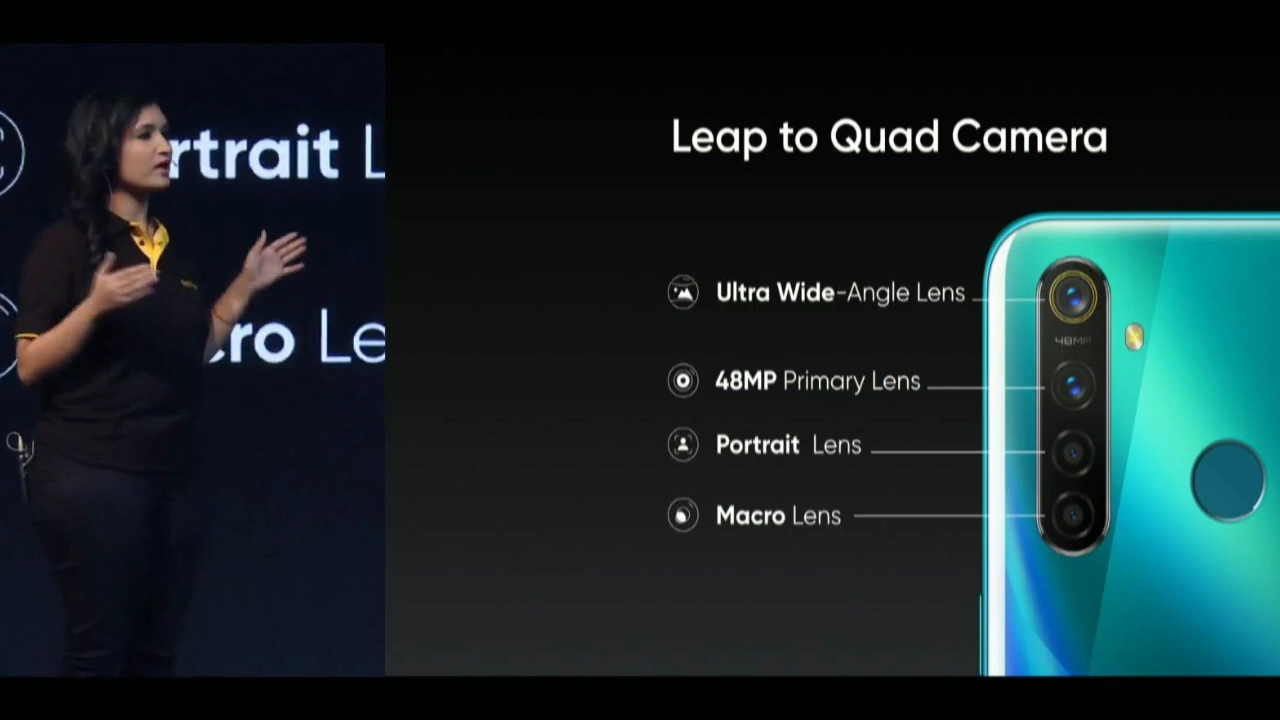 rtrait L
cro Le
Leap to Quad Camera
Ultra Wide-Angle Lens
48MP
48MP Primary Lens
Portrait Lens
Macro Lens